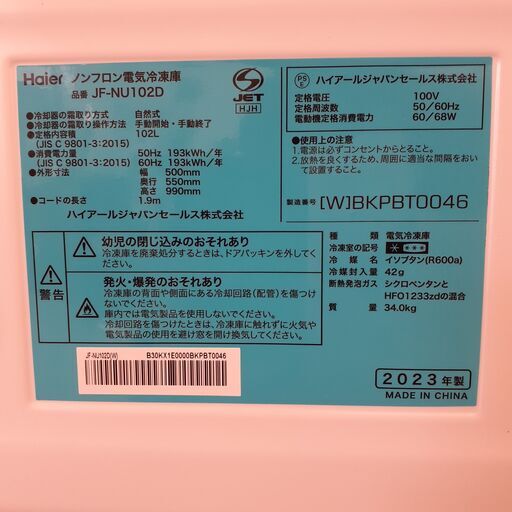 Haier ノンフロン電気冷凍庫
品番 JF-NU102D
S
JET
HJH
●冷却器の霜取り方式 自然式
●冷却器の霜取り操作方法 手動開始・手動終了
●定格内容積 102L
(JIS C 9801-3:2015)
●消費電力量 50Hz 193kWh/年
(JIS C 9801-3:2015) 60Hz 193kWh/年
●外形寸法 幅 500mm
奥行 550mm
高さ 990mm
●コードの長さ 1.9m
ハイアールジャパンセールス株式会社
PS
E
ハイアールジャパンセールス株式会社
定格電圧 100V
定格周波数 50/60Hz
電動機定格消費電力 60/68W
●使用上の注意
1.電源は必ずコンセントからとること。
2.放熱を良くするため、周囲に適当な間隔をおいて設置すること。
製造番号 [W]BKPBT0046
警告
幼児の閉じ込めのおそれあり
冷凍庫を廃棄処分するときは、ドアパッキンを外してください。
発火・爆発のおそれあり
冷凍庫の背面や側面にある冷却回路(配管)を傷つけないでください。
庫内では電気製品を使用しないでください。
冷却回路を傷つけたときは、冷凍庫に触れずに火気や電気製品の使用を避け窓を開け換気してください。
種類 電気冷凍庫
冷凍室の記号 ＊ ＊＊＊
冷媒 イソブタン(R600a)
冷媒封入量 42g
断熱発泡ガス シクロペンタンと
HFO1233zdの混合
質量 34.0kg
JF-NU102D(W) B30KX1E0000BKPBT0046
2023年製
MADE IN CHINA